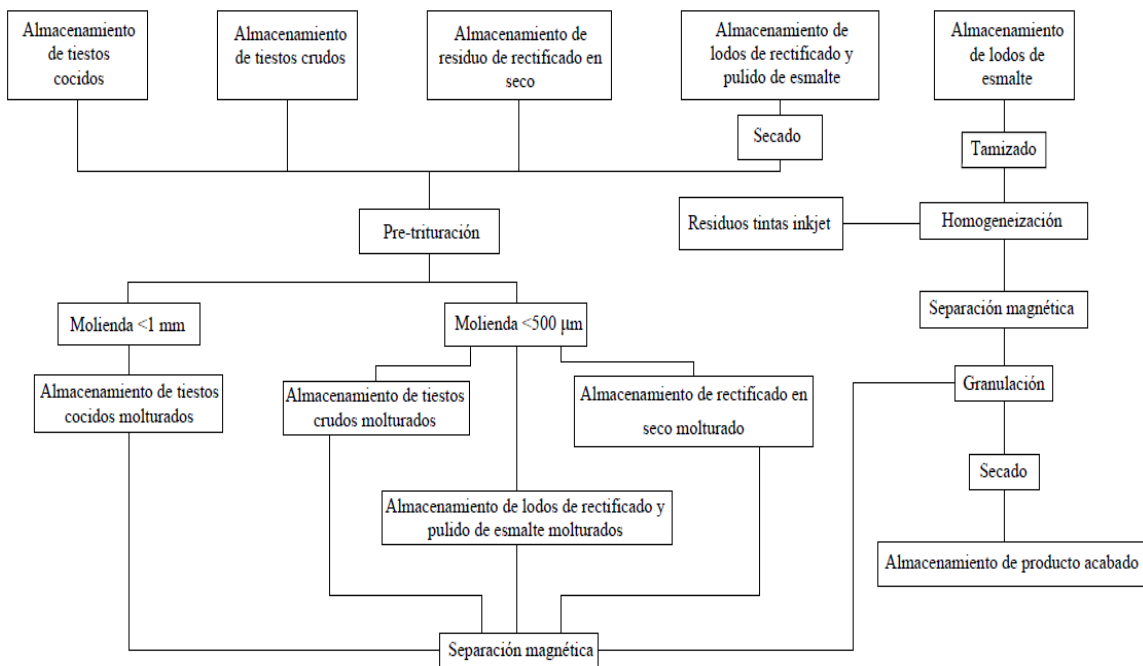 Almacenamiento
de tiestos
cocidos
Almacenamiento
de tiestos crudos
Almacenamiento de
residuo de rectificado en
seco
Almacenamiento de
lodos de rectificado y
pulido de esmalte
Almacenamiento
de lodos de
esmalte
Secado
Tamizado
Pre-trituración
Residuos tintas inkjet
Homogeneización
Molienda <1 mm
Molienda <500 µm
Separación magnética
Almacenamiento de tiestos
cocidos molturados
Almacenamiento de tiestos
crudos molturados
Almacenamiento de rectificado en
seco molturado
Granulación
Secado
Almacenamiento de lodos de rectificado y
pulido de esmalte molturados
Almacenamiento de producto acabado
Separación magnética